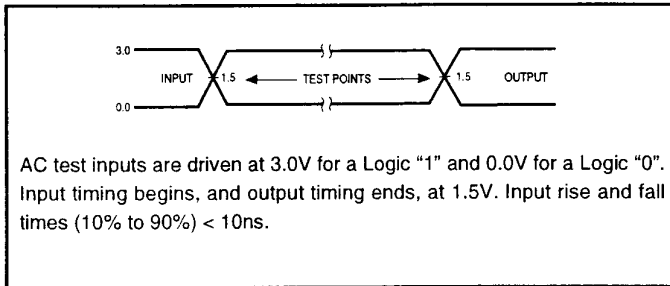 3.0
INPUT 1.5 TEST POINTS 1.5 OUTPUT
0.0
AC test inputs are driven at 3.0V for a Logic “1” and 0.0V for a Logic “0”.
Input timing begins, and output timing ends, at 1.5V. Input rise and fall
times (10% to 90%) < 10ns.